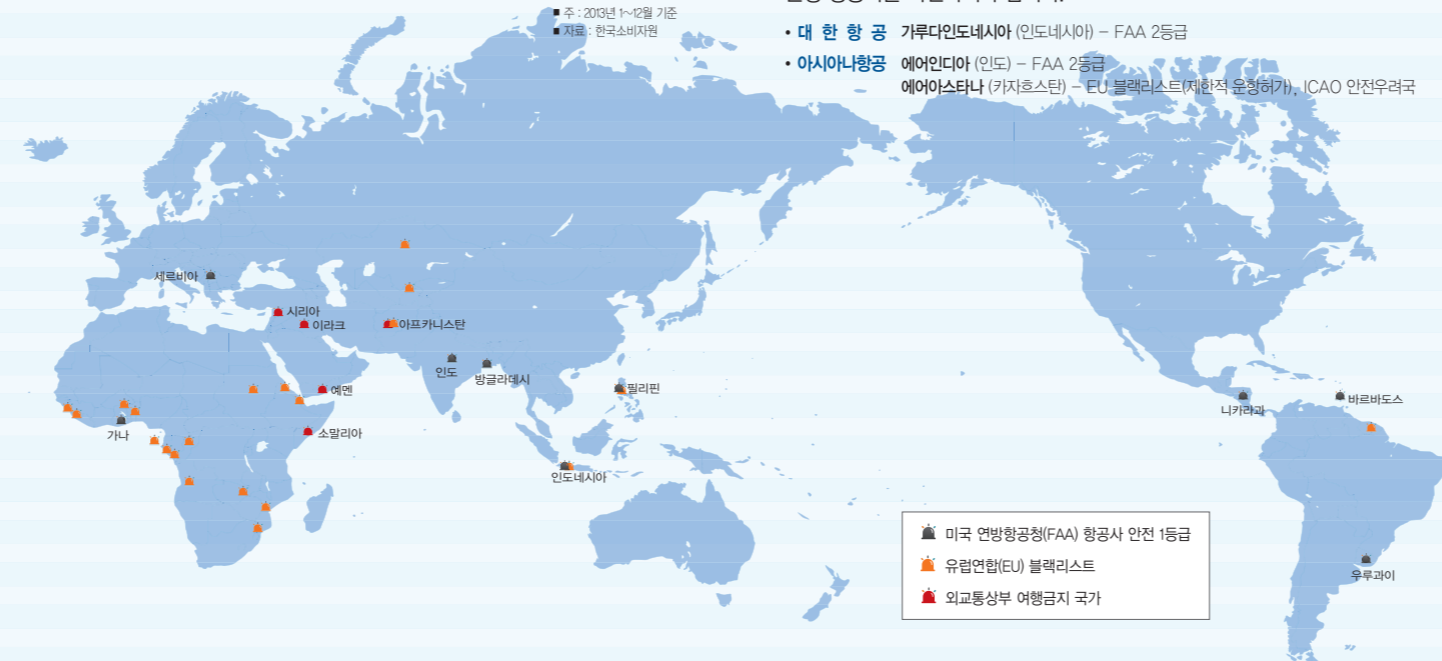 ■ 주 : 2013년 1~12월 기준
■ 자료 : 한국소비자원
• 대 한 항 공 가루다인도네시아 (인도네시아) – FAA 2등급
• 아시아나항공 에어인디아 (인도) – FAA 2등급
에어아스타나 (카자흐스탄) – EU 블랙리스트(제한적 운항허가), ICAO 안전우려국
세르비아
시리아
이라크
아프카니스탄
인도
방글라데시
필리핀
예멘
가나
소말리아
인도네시아
니카라과
바르바도스
우루과이
미국 연방항공청(FAA) 항공사 안전 1등급
유럽연합(EU) 블랙리스트
외교통상부 여행금지 국가